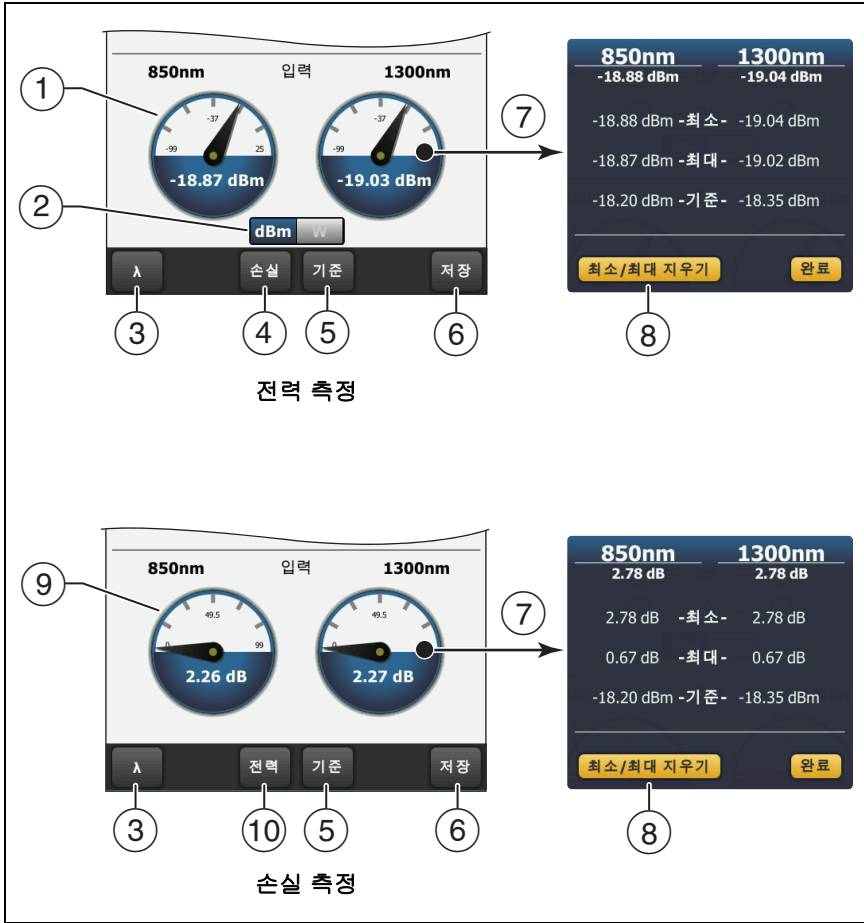 850nm 입력 1300nm
-37 -37
-99 25 -99
-18.87 dBm -19.03 dBm
dBm W
λ 손실 기준 저장
① ② ③ ④ ⑤ ⑥ ⑦ ⑧
전력 측정
850nm 1300nm
-18.88 dBm -19.04 dBm
-18.88 dBm -최소- -19.04 dBm
-18.87 dBm -최대- -19.02 dBm
-18.20 dBm -기준- -18.35 dBm
최소/최대 지우기 완료
850nm 입력 1300nm
49.5 49.5
0 99 0
2.26 dB 2.27 dB
λ 전력 기준 저장
⑨ ③ ⑩ ⑤ ⑥ ⑦ ⑧
손실 측정
850nm 1300nm
2.78 dB 2.78 dB
2.78 dB -최소- 2.78 dB
0.67 dB -최대- 0.67 dB
-18.20 dBm -기준- -18.35 dBm
최소/최대 지우기 완료